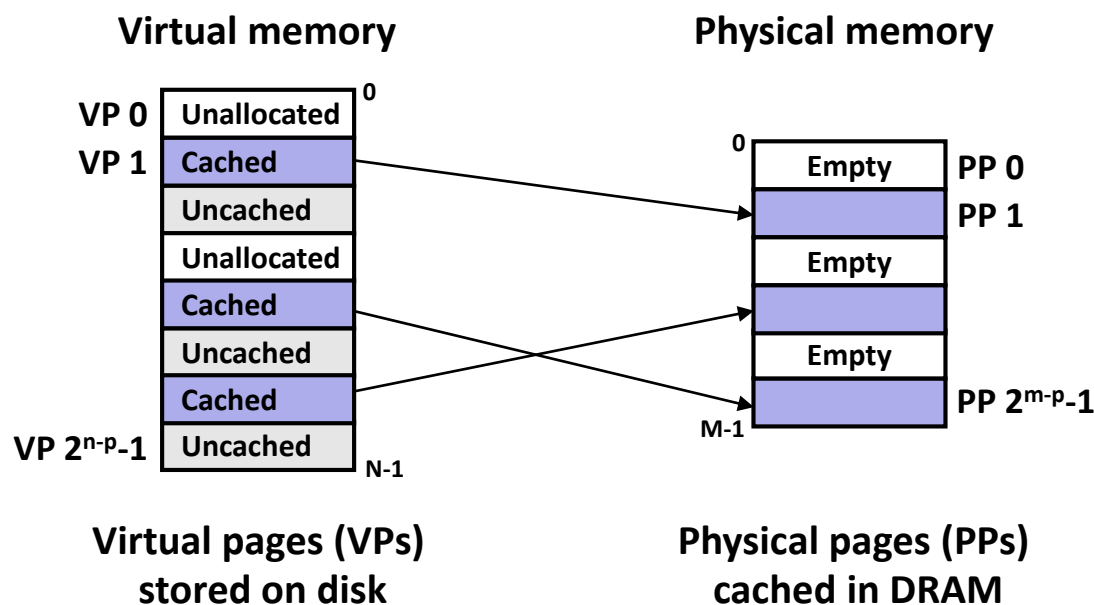 Virtual memory
Physical memory
0
VP 0 Unallocated
VP 1 Cached
Uncached
Unallocated
Cached
Uncached
Cached
VP 2ⁿ⁻ᵖ-1 Uncached
N-1
0
Empty PP 0
PP 1
Empty
Empty
PP 2ᵐ⁻ᵖ-1
M-1
Virtual pages (VPs)
stored on disk
Physical pages (PPs)
cached in DRAM